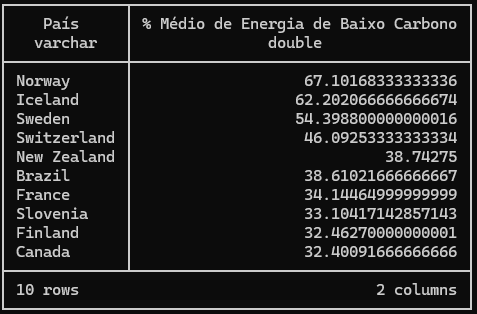 País % Médio de Energia de Baixo Carbono
varchar double
Norway 67.10168333333336
Iceland 62.202066666666674
Sweden 54.398800000000016
Switzerland 46.09253333333334
New Zealand 38.74275
Brazil 38.61021666666667
France 34.14464999999999
Slovenia 33.10417142857143
Finland 32.46270000000001
Canada 32.40091666666666
10 rows 2 columns